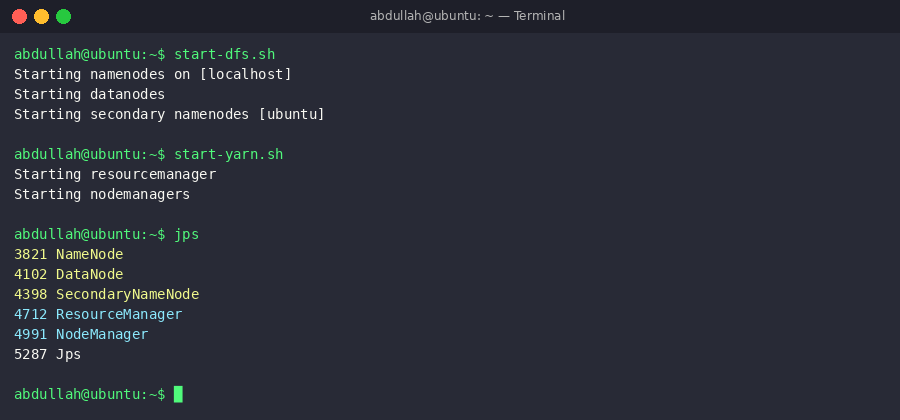 abdullah@ubuntu: ~ — Terminal
abdullah@ubuntu:~$ start-dfs.sh
Starting namenodes on [localhost]
Starting datanodes
Starting secondary namenodes [ubuntu]
abdullah@ubuntu:~$ start-yarn.sh
Starting resourcemanager
Starting nodemanagers
abdullah@ubuntu:~$ jps
3821 NameNode
4102 DataNode
4398 SecondaryNameNode
4712 ResourceManager
4991 NodeManager
5287 Jps
abdullah@ubuntu:~$